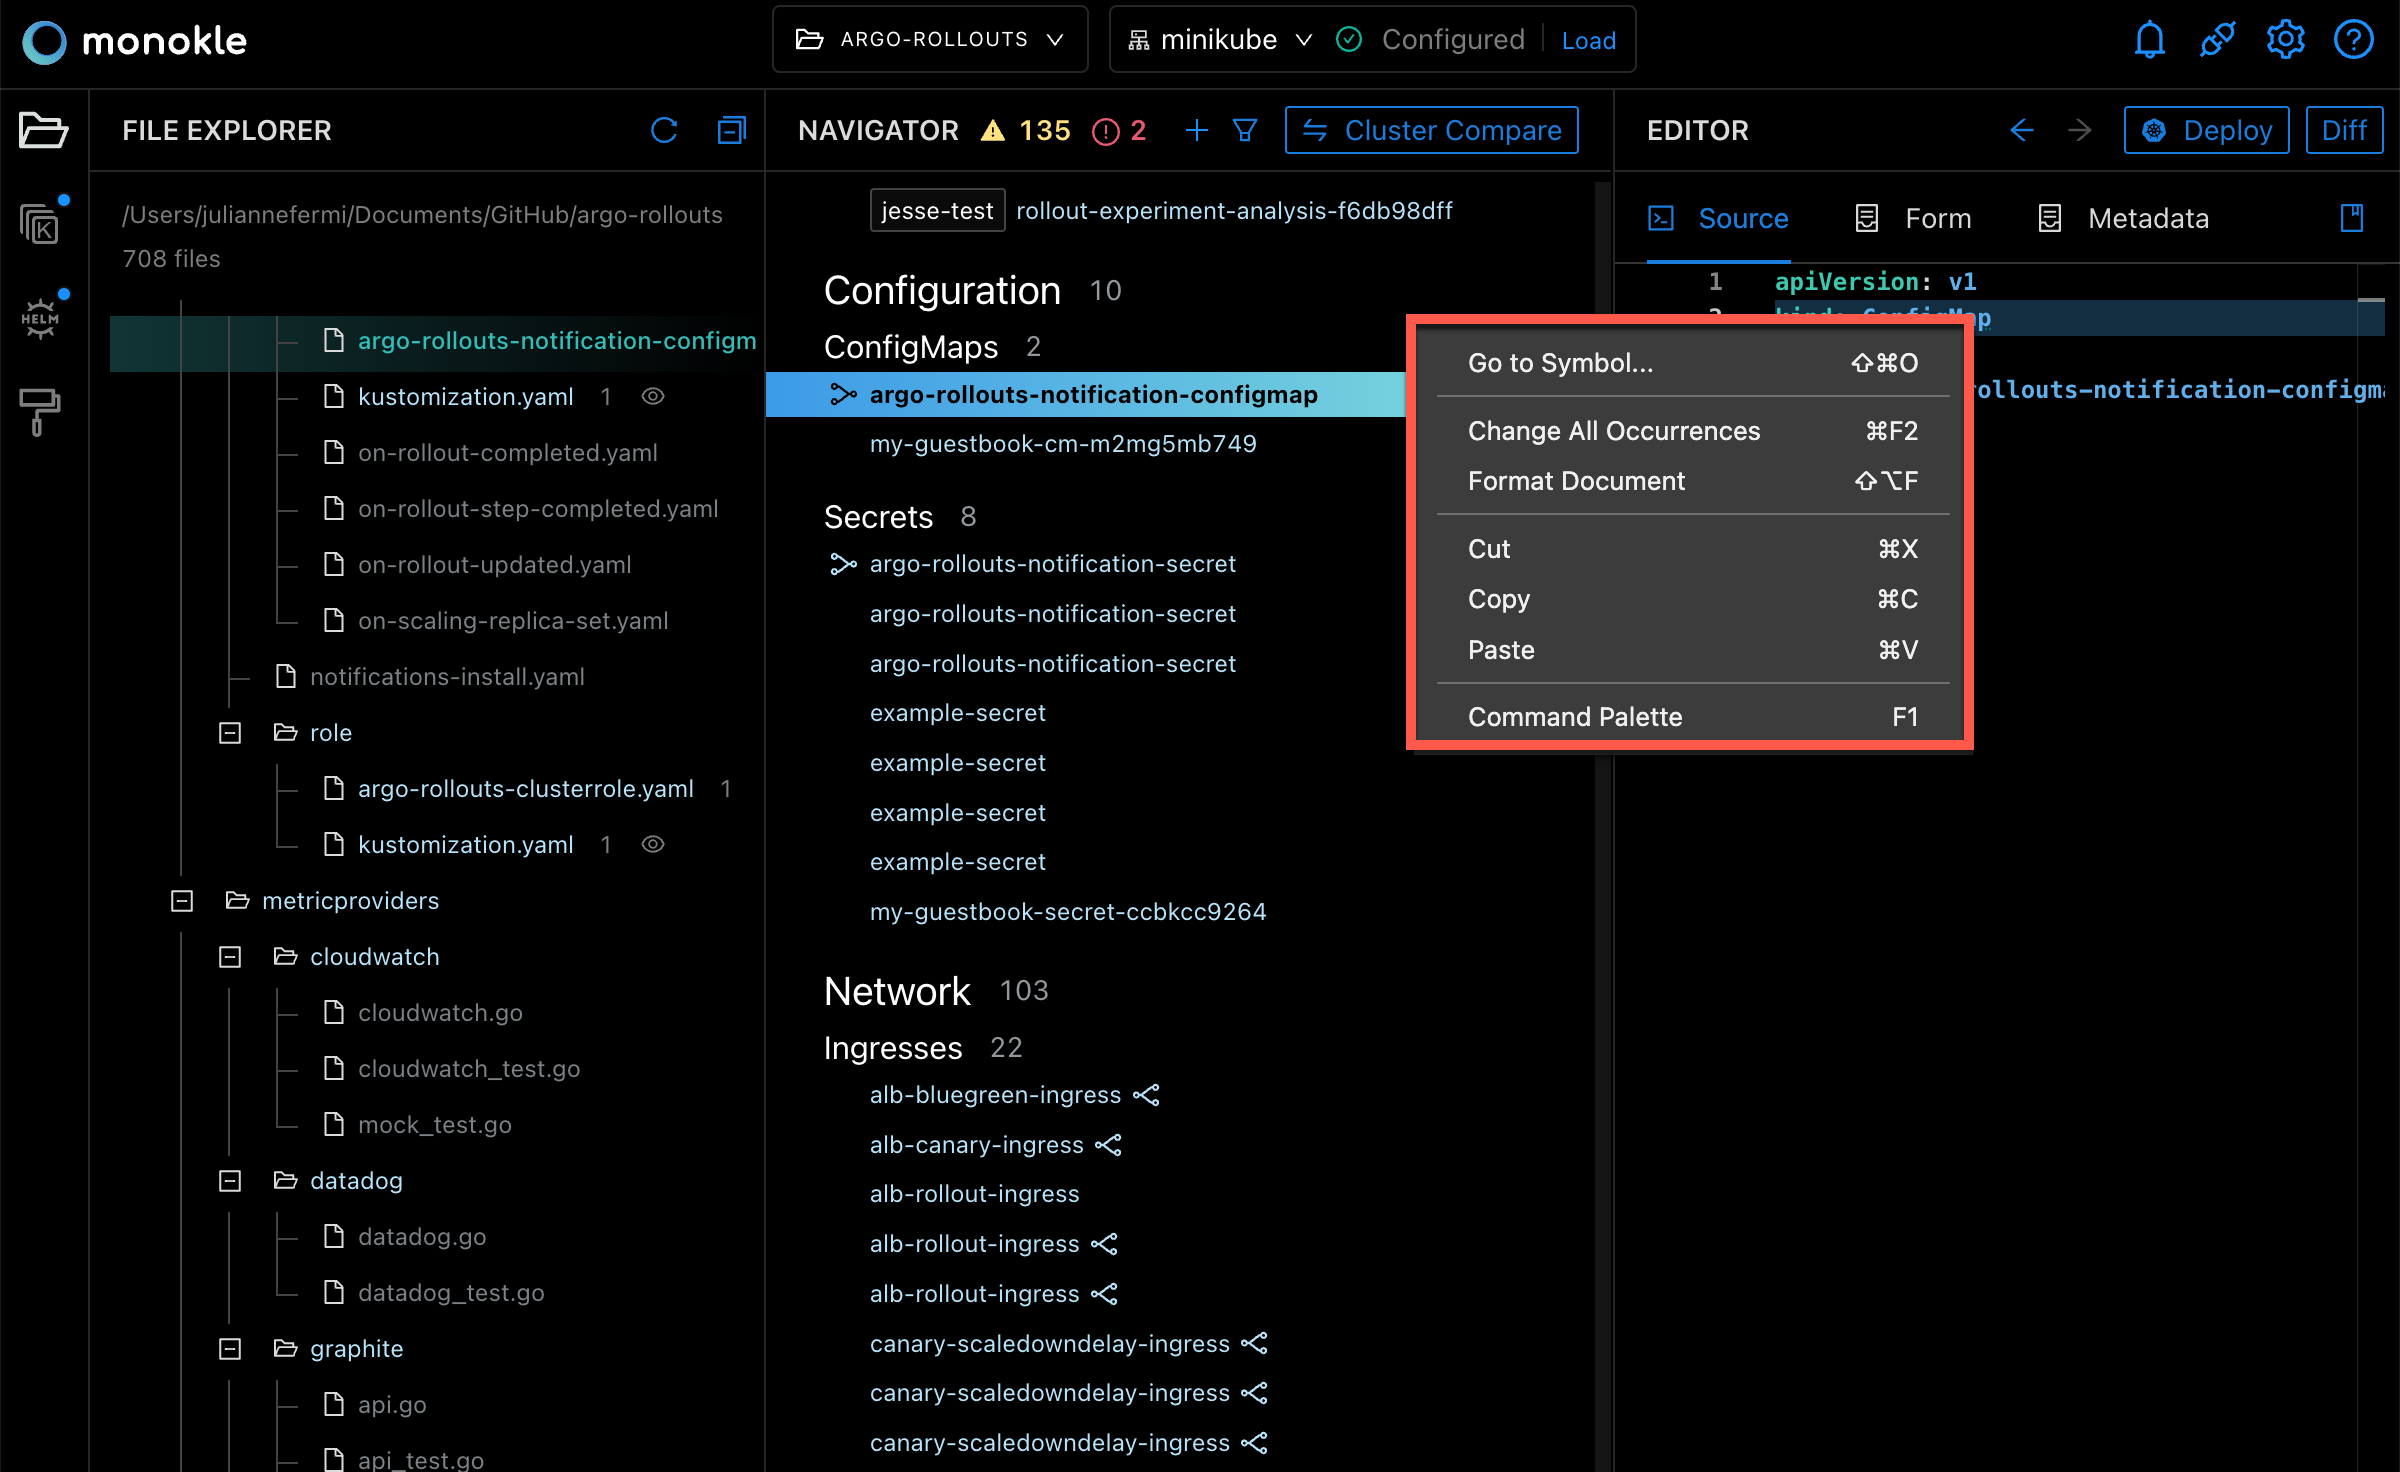 monokle
ARGO-ROLLOUTS
minikube
Configured
Load
FILE EXPLORER
/Users/juliannefermi/Documents/GitHub/argo-rollouts
708 files
argo-rollouts-notification-configm
kustomization.yaml 1
on-rollout-completed.yaml
on-rollout-step-completed.yaml
on-rollout-updated.yaml
on-scaling-replica-set.yaml
notifications-install.yaml
role
argo-rollouts-clusterrole.yaml 1
kustomization.yaml 1
metricproviders
cloudwatch
cloudwatch.go
cloudwatch_test.go
mock_test.go
datadog
datadog.go
datadog_test.go
graphite
api.go
api_test.go
K
HELM
NAVIGATOR 135 2
Cluster Compare
jesse-test rollout-experiment-analysis-f6db98dff
Configuration 10
ConfigMaps 2
argo-rollouts-notification-configmap
my-guestbook-cm-m2mg5mb749
Secrets 8
argo-rollouts-notification-secret
argo-rollouts-notification-secret
argo-rollouts-notification-secret
example-secret
example-secret
example-secret
example-secret
my-guestbook-secret-ccbkcc9264
Network 103
Ingresses 22
alb-bluegreen-ingress
alb-canary-ingress
alb-rollout-ingress
alb-rollout-ingress
alb-rollout-ingress
canary-scaledowndelay-ingress
canary-scaledowndelay-ingress
canary-scaledowndelay-ingress
EDITOR
Deploy
Diff
Source
Form
Metadata
1 apiVersion: v1
2 kind: ConfigMap
rollouts-notification-configma
Go to Symbol... ⇧⌘O
Change All Occurrences ⌘F2
Format Document ⇧⌥F
Cut ⌘X
Copy ⌘C
Paste ⌘V
Command Palette F1